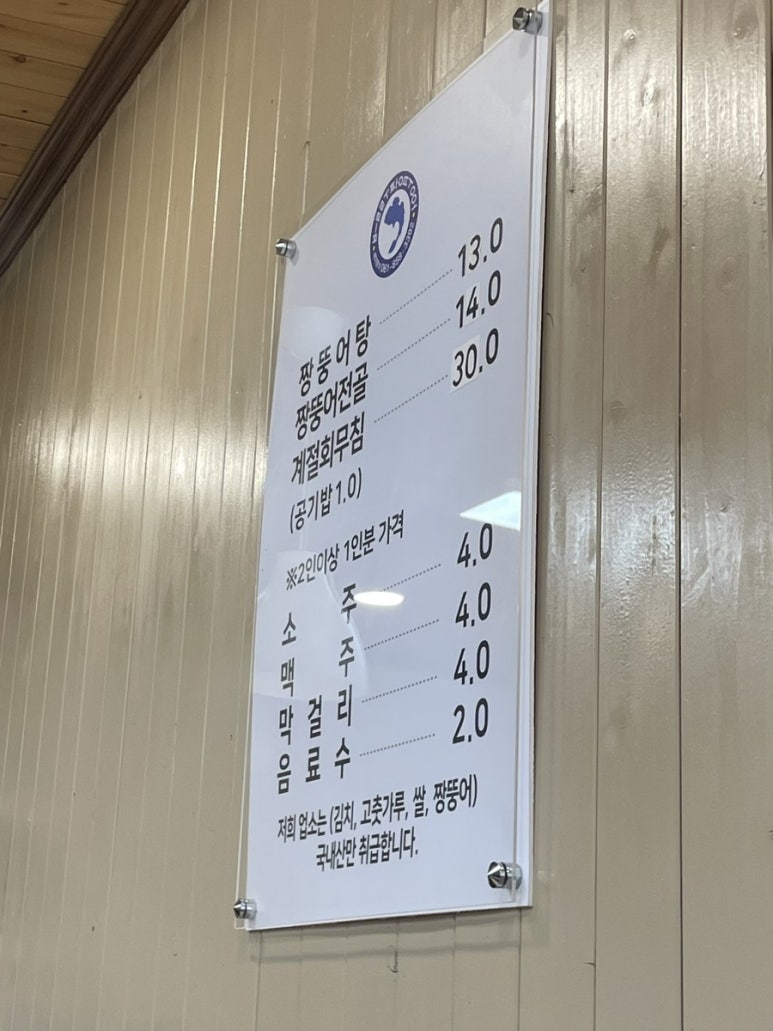 짱뚱어탕 13.0
짱뚱어전골 14.0
계절회무침 30.0
(공기밥 1.0)
※2인이상 1인분 가격
소 주 4.0
맥 주 4.0
막 걸 리 4.0
음 료 수 2.0
저희 업소는 (김치, 고춧가루, 쌀, 짱뚱어)
국내산만 취급합니다.